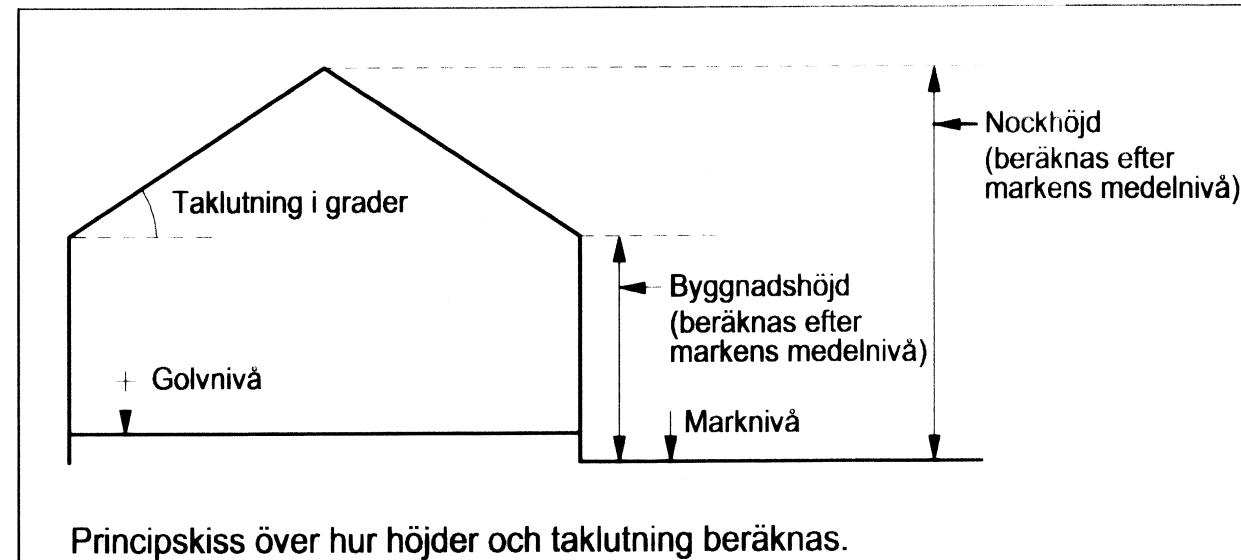 Nockhöjd
(beräknas efter
markens medelnivå)
Taklutning i grader
Byggnadshöjd
(beräknas efter
markens medelnivå)
Golvnivå
Marknivå
Principskiss över hur höjder och taklutning beräknas.